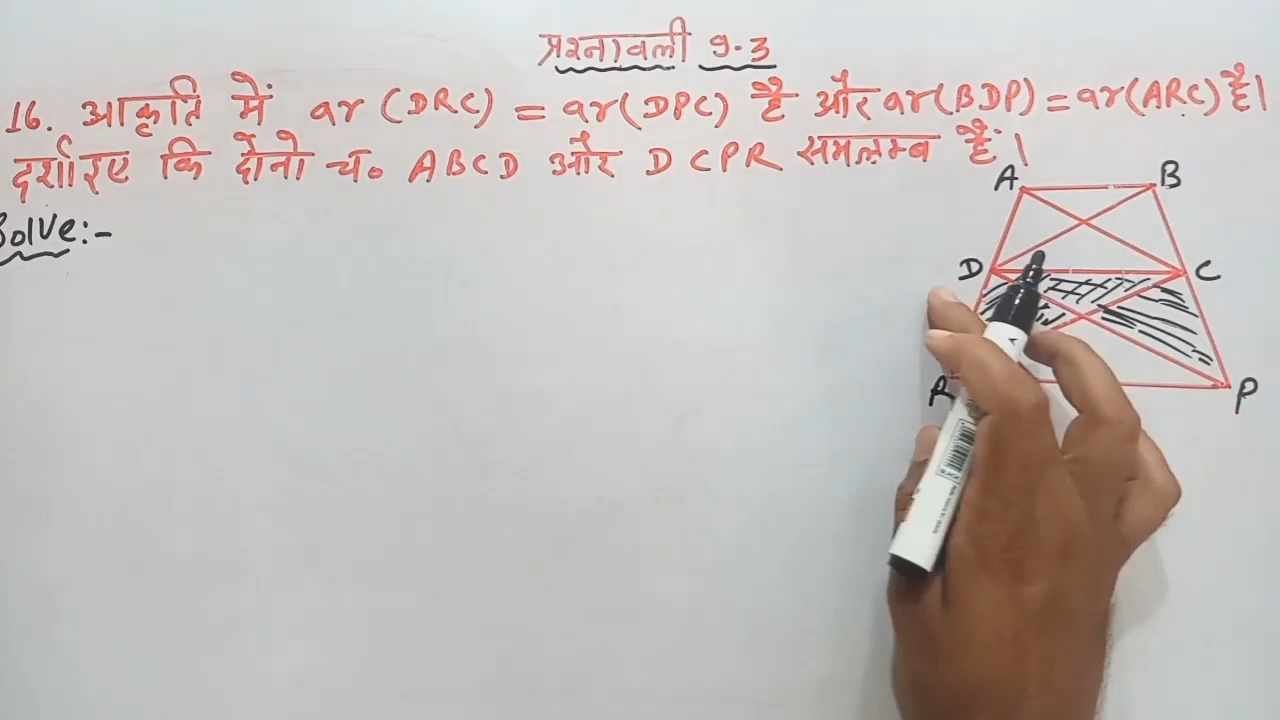 प्रश्नावली 9.3
16. आकृति में ar (DRC) = ar(DPC) है और ar(BDP) = ar(ARC) है।
दर्शाइए कि दोनो च० ABCD और DCPR समलम्ब है।
Solve:-
A B
D C
R P